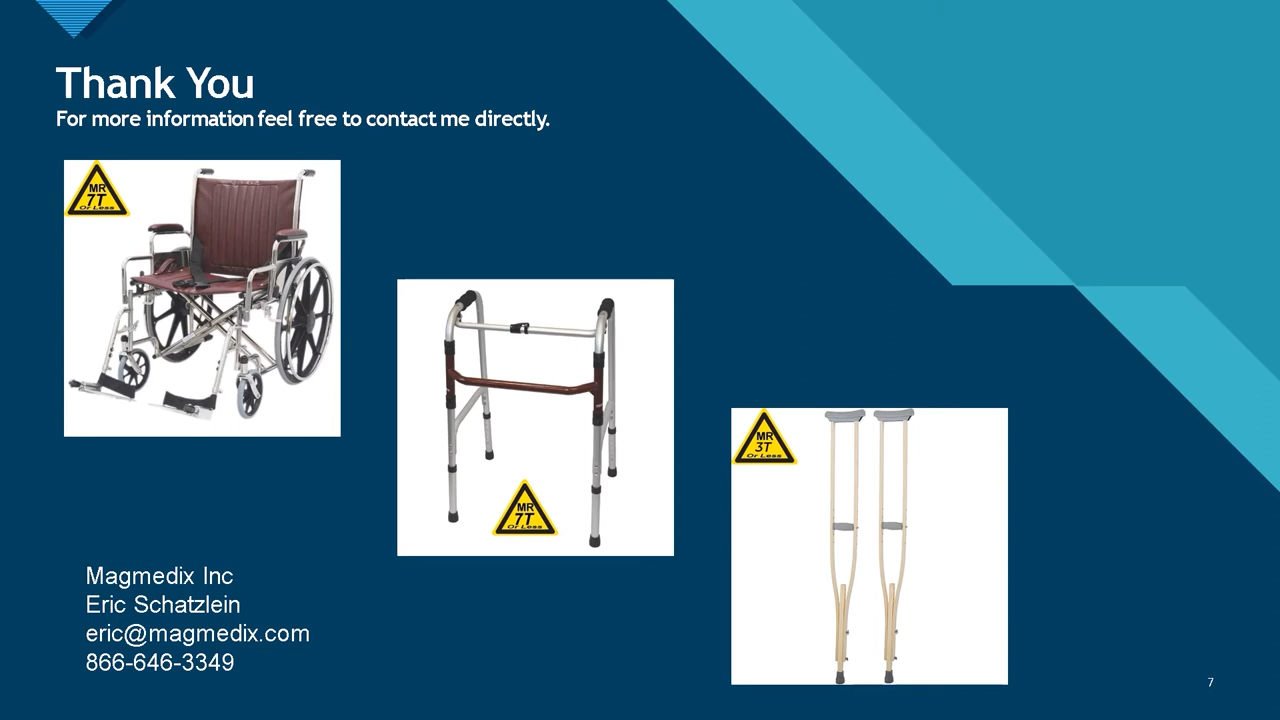 Thank You
For more information feel free to contact me directly.
MR
7T
Or Less
MR
7T
Or Less
MR
3T
Or Less
Magmedix Inc
Eric Schatzlein
eric@magmedix.com
866-646-3349
7